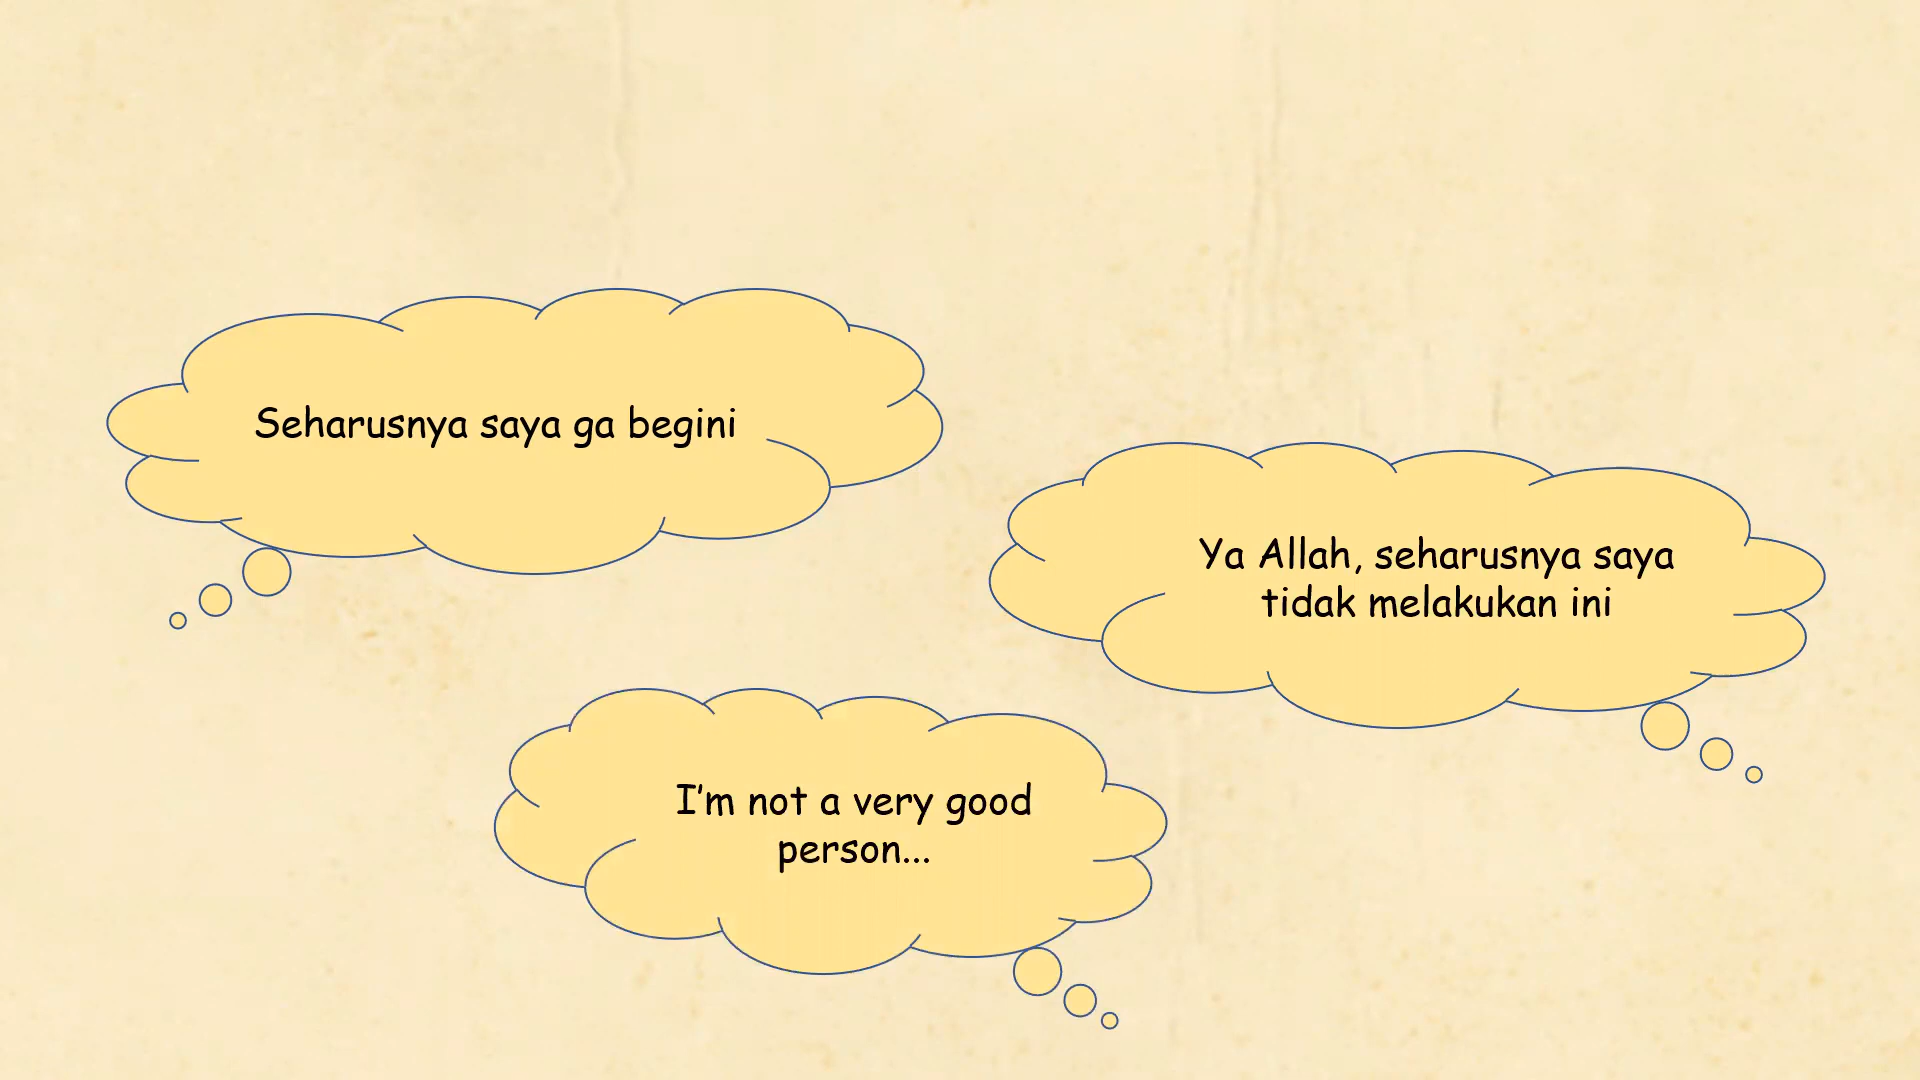 Seharusnya saya ga begini
Ya Allah, seharusnya saya
tidak melakukan ini
I'm not a very good
person...